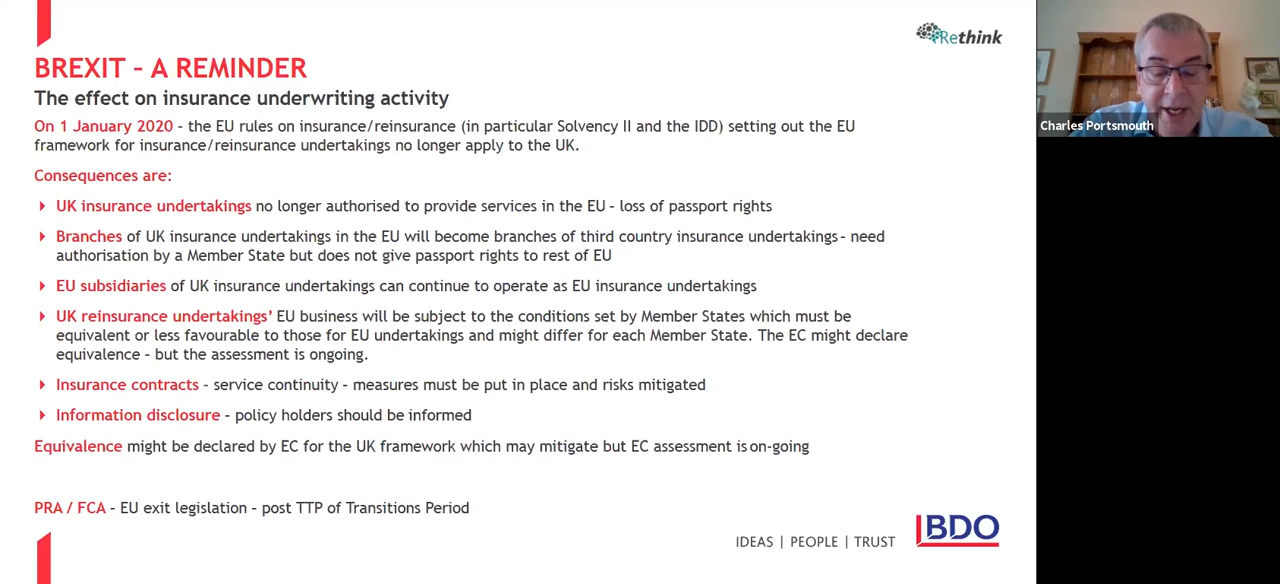 Rethink
BREXIT – A REMINDER
The effect on insurance underwriting activity
On 1 January 2020 – the EU rules on insurance/reinsurance (in particular Solvency II and the IDD) setting out the EU
framework for insurance/reinsurance undertakings no longer apply to the UK.
Consequences are:
UK insurance undertakings no longer authorised to provide services in the EU – loss of passport rights
Branches of UK insurance undertakings in the EU will become branches of third country insurance undertakings – need
authorisation by a Member State but does not give passport rights to rest of EU
EU subsidiaries of UK insurance undertakings can continue to operate as EU insurance undertakings
UK reinsurance undertakings' EU business will be subject to the conditions set by Member States which must be
equivalent or less favourable to those for EU undertakings and might differ for each Member State. The EC might declare
equivalence – but the assessment is ongoing.
Insurance contracts – service continuity – measures must be put in place and risks mitigated
Information disclosure – policy holders should be informed
Equivalence might be declared by EC for the UK framework which may mitigate but EC assessment is on-going
PRA / FCA – EU exit legislation – post TTP of Transitions Period
IDEAS | PEOPLE | TRUST
BDO
Charles Portsmouth